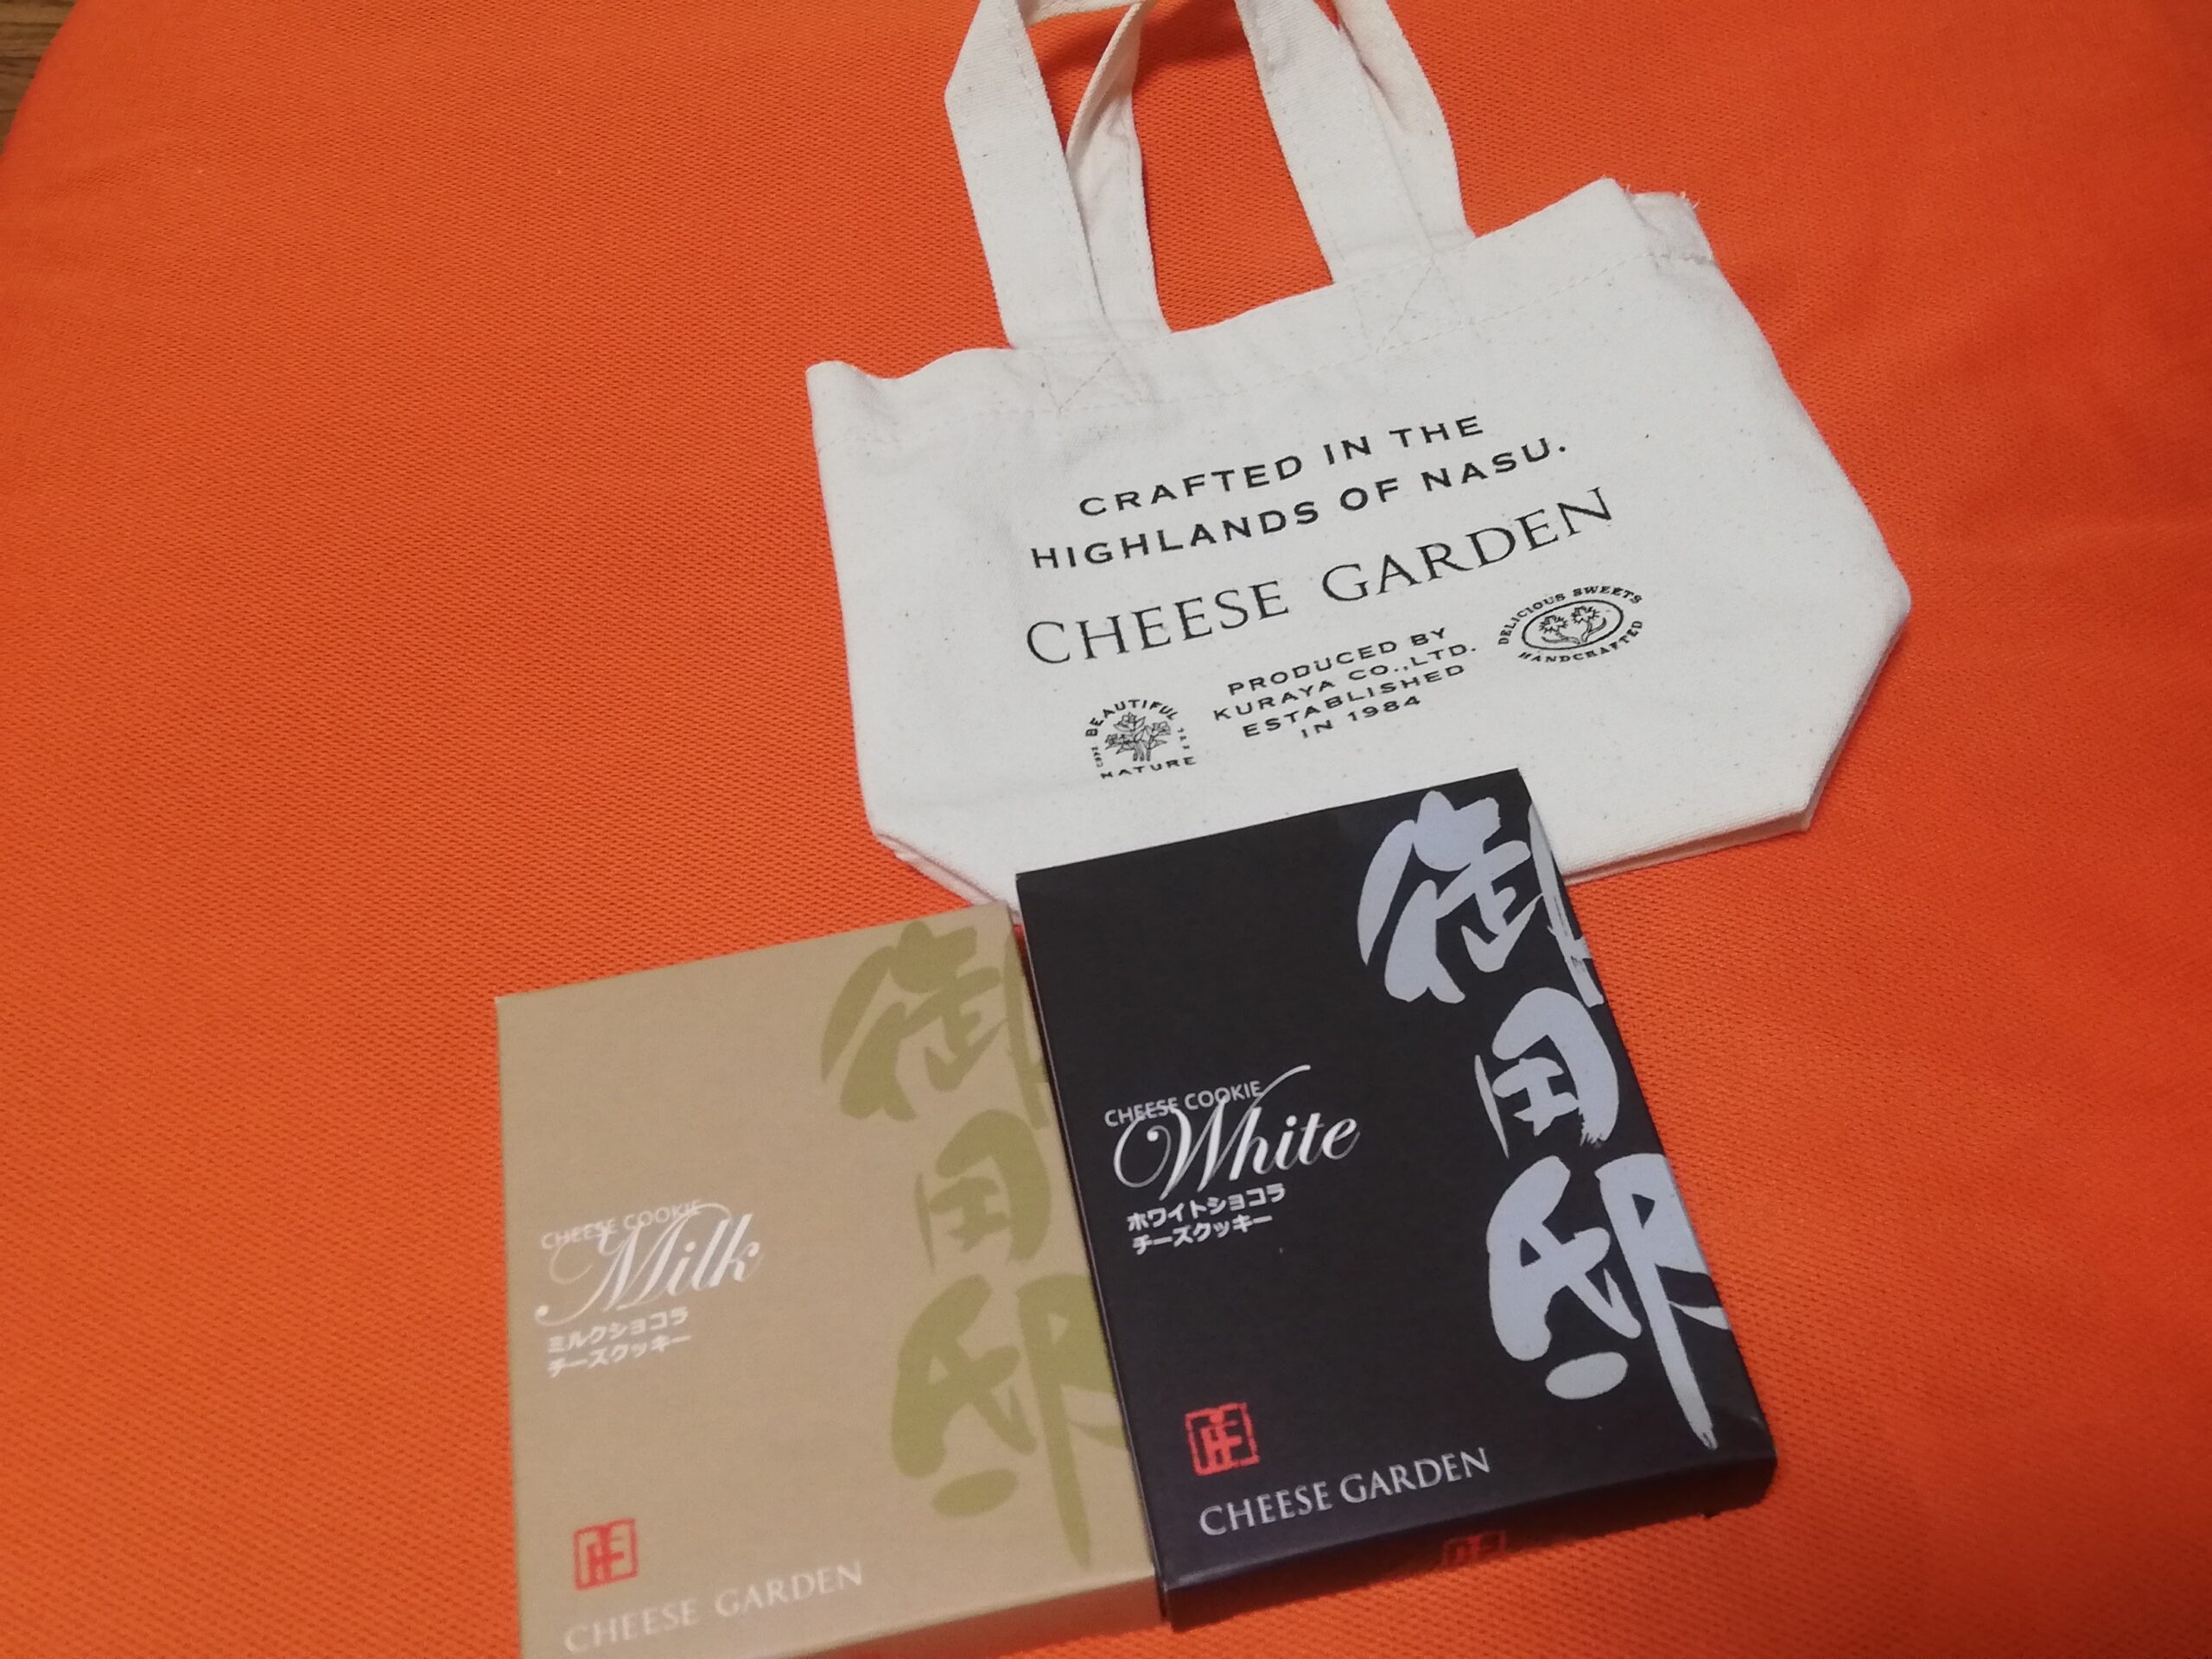 CRAFTED IN THE
HIGHLANDS OF NASU.
CHEESE GARDEN
PRODUCED BY
KURAYA CO.,LTD.
ESTABLISHED
IN 1984
BEAUTIFUL
NATURE
DELICIOUS SWEETS
HANDCRAFTED
御用邸
CHEESE COOKIE
Milk
ミルクショコラ
チーズクッキー
CHEESE GARDEN
御用邸
CHEESE COOKIE
White
ホワイトショコラ
チーズクッキー
CHEESE GARDEN